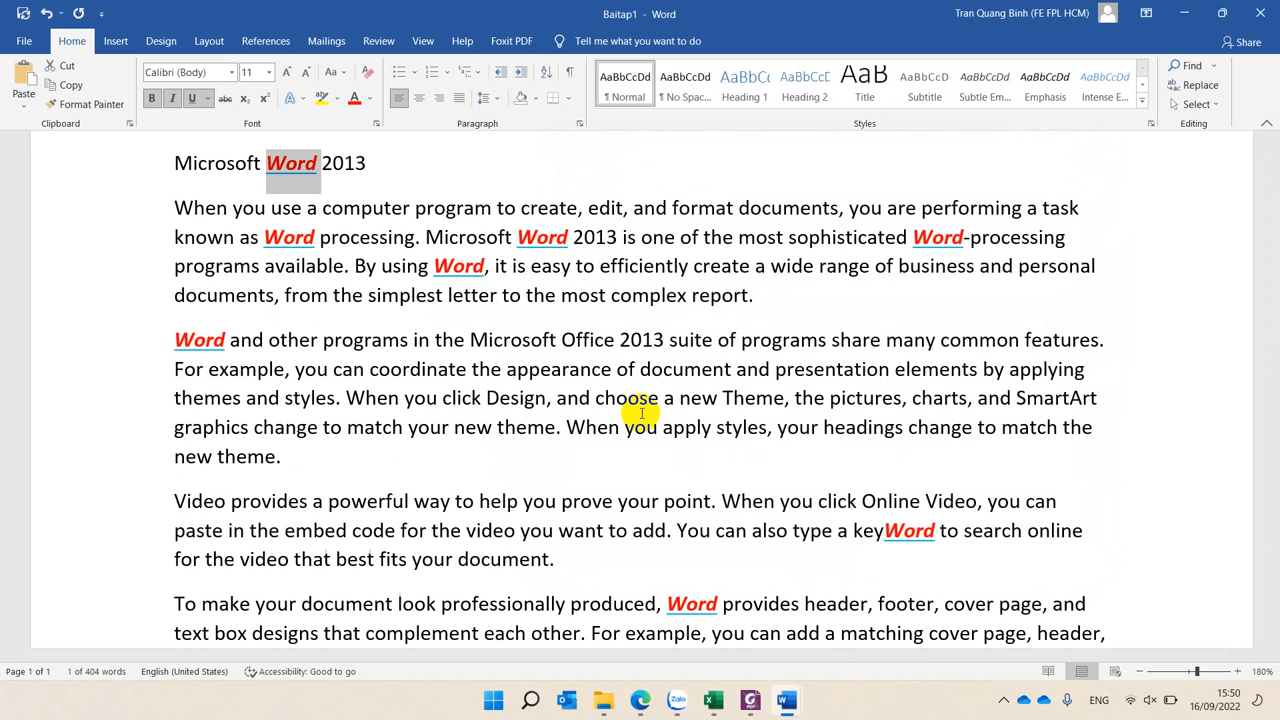 Baitap1 - Word
Tran Quang Binh (FE FPL HCM)
File Home Insert Design Layout References Mailings Review View Help Foxit PDF Tell me what you want to do Share
Paste
Cut
Copy
Format Painter
Clipboard
Calibri (Body) 11
Font
Paragraph
AaBbCcDd AaBbCcDd AaBbCc AaBbCcD AaB AaBbCcDd AaBbCcDd AaBbCcDd AaBbCcDd
¶ Normal ¶ No Spac... Heading 1 Heading 2 Title Subtitle Subtle Em... Emphasis Intense E...
Styles
Find
Replace
Select
Editing
Microsoft Word 2013
When you use a computer program to create, edit, and format documents, you are performing a task
known as Word processing. Microsoft Word 2013 is one of the most sophisticated Word-processing
programs available. By using Word, it is easy to efficiently create a wide range of business and personal
documents, from the simplest letter to the most complex report.
Word and other programs in the Microsoft Office 2013 suite of programs share many common features.
For example, you can coordinate the appearance of document and presentation elements by applying
themes and styles. When you click Design, and choose a new Theme, the pictures, charts, and SmartArt
graphics change to match your new theme. When you apply styles, your headings change to match the
new theme.
Video provides a powerful way to help you prove your point. When you click Online Video, you can
paste in the embed code for the video you want to add. You can also type a keyWord to search online
for the video that best fits your document.
To make your document look professionally produced, Word provides header, footer, cover page, and
text box designs that complement each other. For example, you can add a matching cover page, header,
Page 1 of 1 1 of 404 words English (United States) Accessibility: Good to go 180%
Zalo
ENG
15:50
16/09/2022